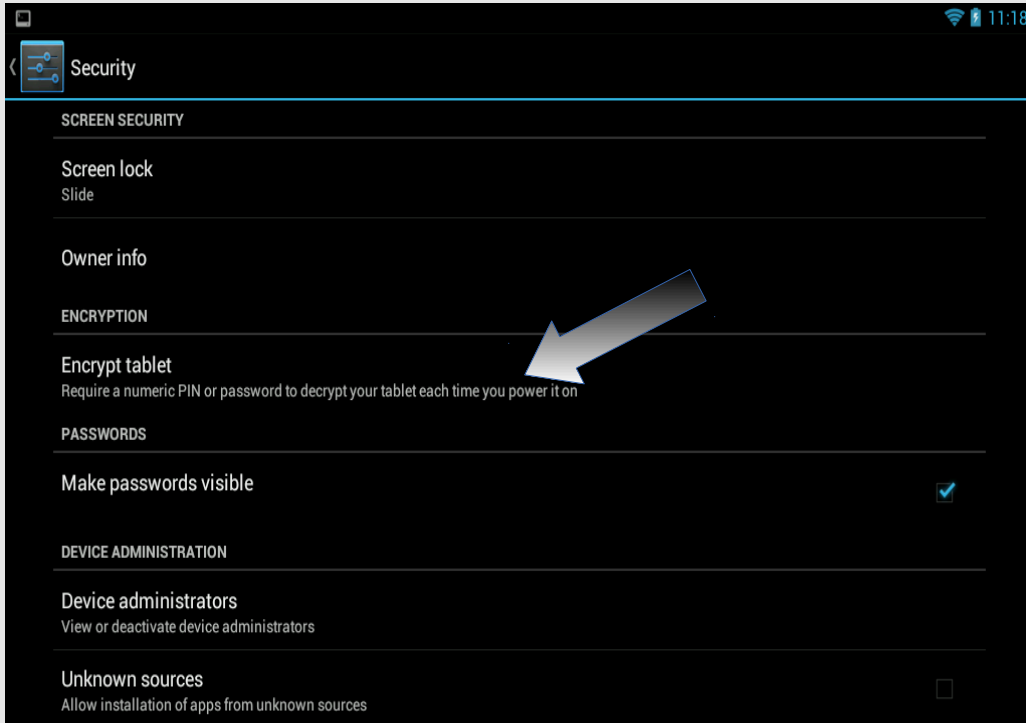 11:18
Security
SCREEN SECURITY
Screen lock
Slide
Owner info
ENCRYPTION
Encrypt tablet
Require a numeric PIN or password to decrypt your tablet each time you power it on
PASSWORDS
Make passwords visible
DEVICE ADMINISTRATION
Device administrators
View or deactivate device administrators
Unknown sources
Allow installation of apps from unknown sources